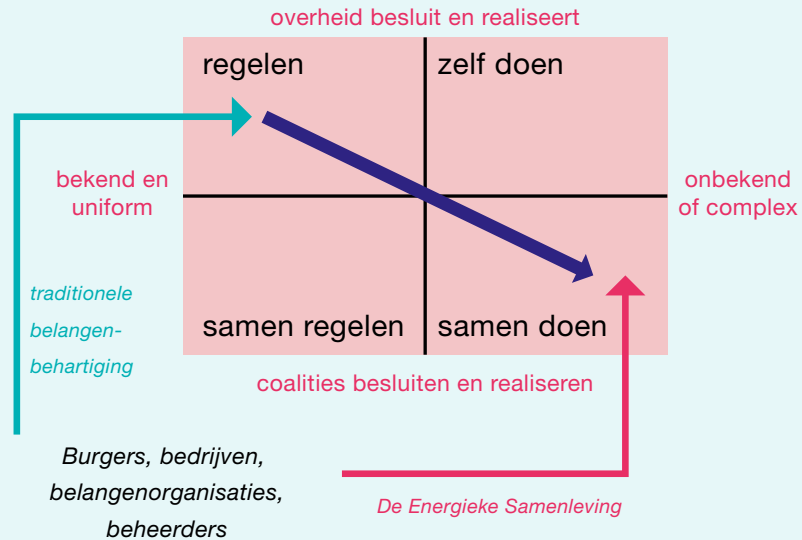 overheid besluit en realiseert
regelen
zelf doen
bekend en
uniform
onbekend
of complex
traditionele
belangen-
behartiging
samen regelen
samen doen
coalities besluiten en realiseren
Burgers, bedrijven,
belangenorganisaties,
beheerders
De Energieke Samenleving